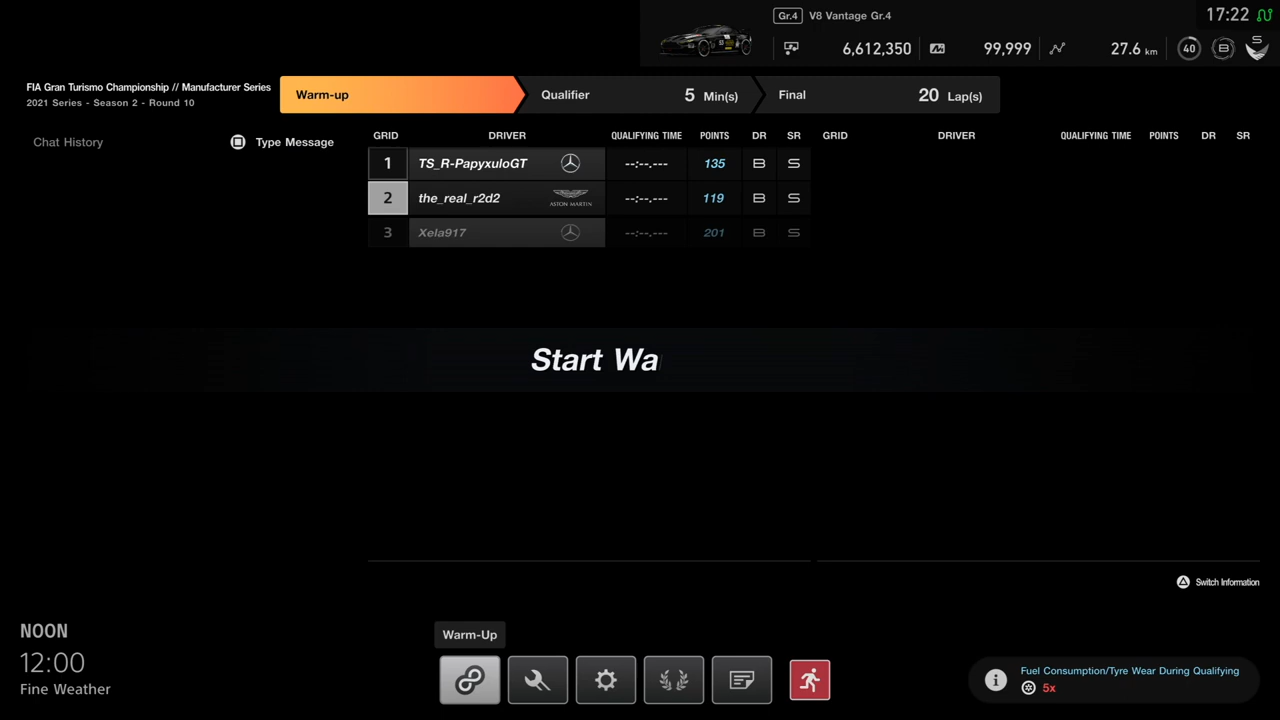 Gr.4 V8 Vantage Gr.4
17:22
6,612,350 99,999 27.6 km 40 B S
FIA Gran Turismo Championship // Manufacturer Series
2021 Series - Season 2 - Round 10
Warm-up
Qualifier 5 Min(s)
Final 20 Lap(s)
Chat History
Type Message
GRID DRIVER QUALIFYING TIME POINTS DR SR
GRID DRIVER QUALIFYING TIME POINTS DR SR
1 TS_R-PapyxuloGT --:--.--- 135 B S
2 the_real_r2d2 ASTON MARTIN --:--.--- 119 B S
3 Xela917 --:--.--- 201 B S
Start Wa
Switch Information
NOON
12:00
Fine Weather
Warm-Up
Fuel Consumption/Tyre Wear During Qualifying
5x